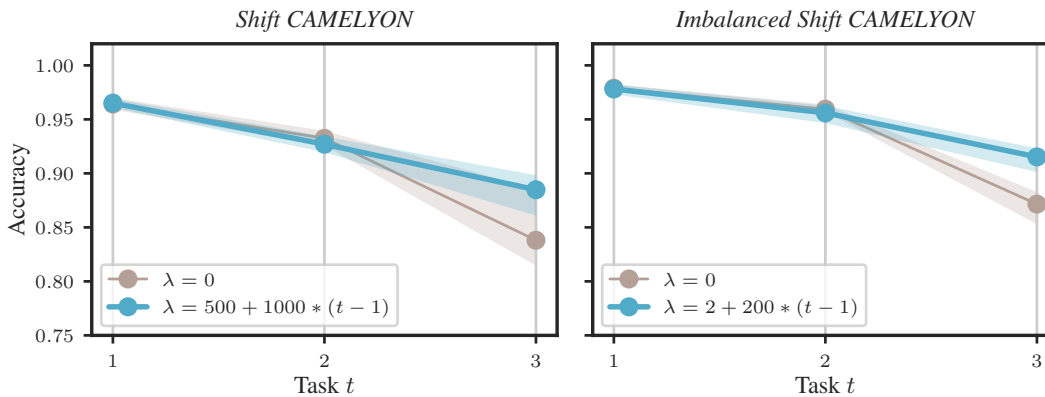 Shift CAMELYON
Imbalanced Shift CAMELYON
Accuracy
1.00
0.95
0.90
0.85
0.80
0.75
λ = 0
λ = 500 + 1000 ∗ (t − 1)
1 2 3
Task t
λ = 0
λ = 2 + 200 ∗ (t − 1)
1 2 3
Task t